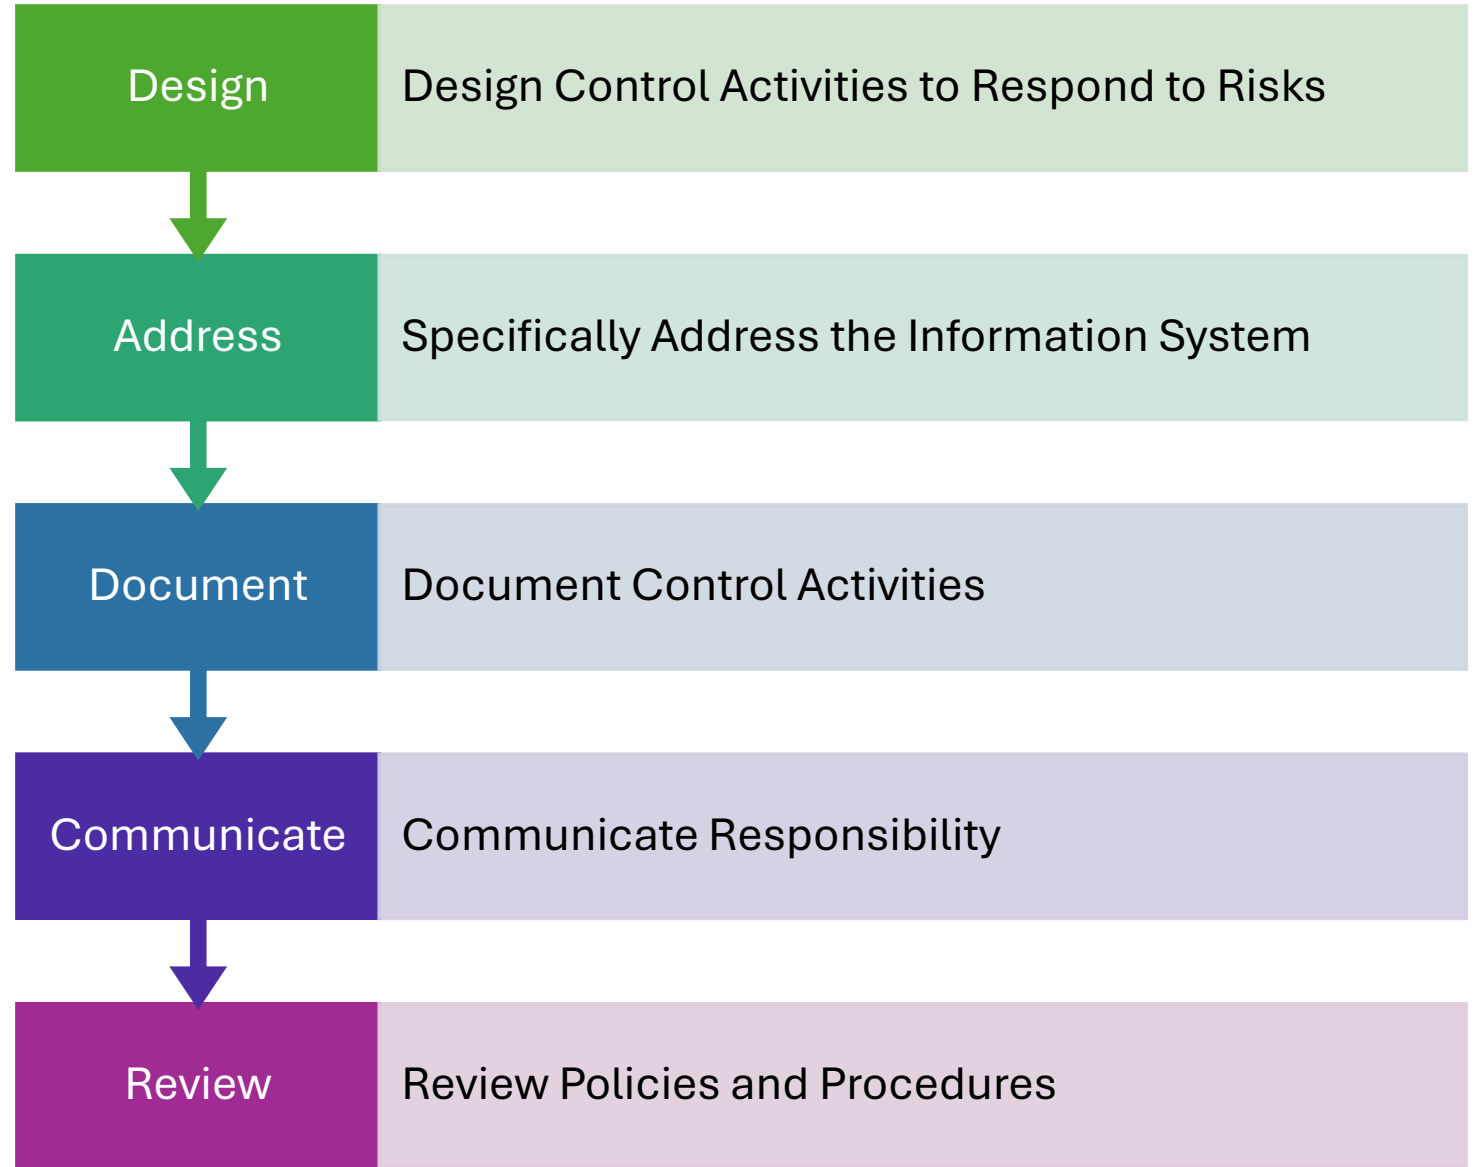 Design
Design Control Activities to Respond to Risks
Address
Specifically Address the Information System
Document
Document Control Activities
Communicate
Communicate Responsibility
Review
Review Policies and Procedures